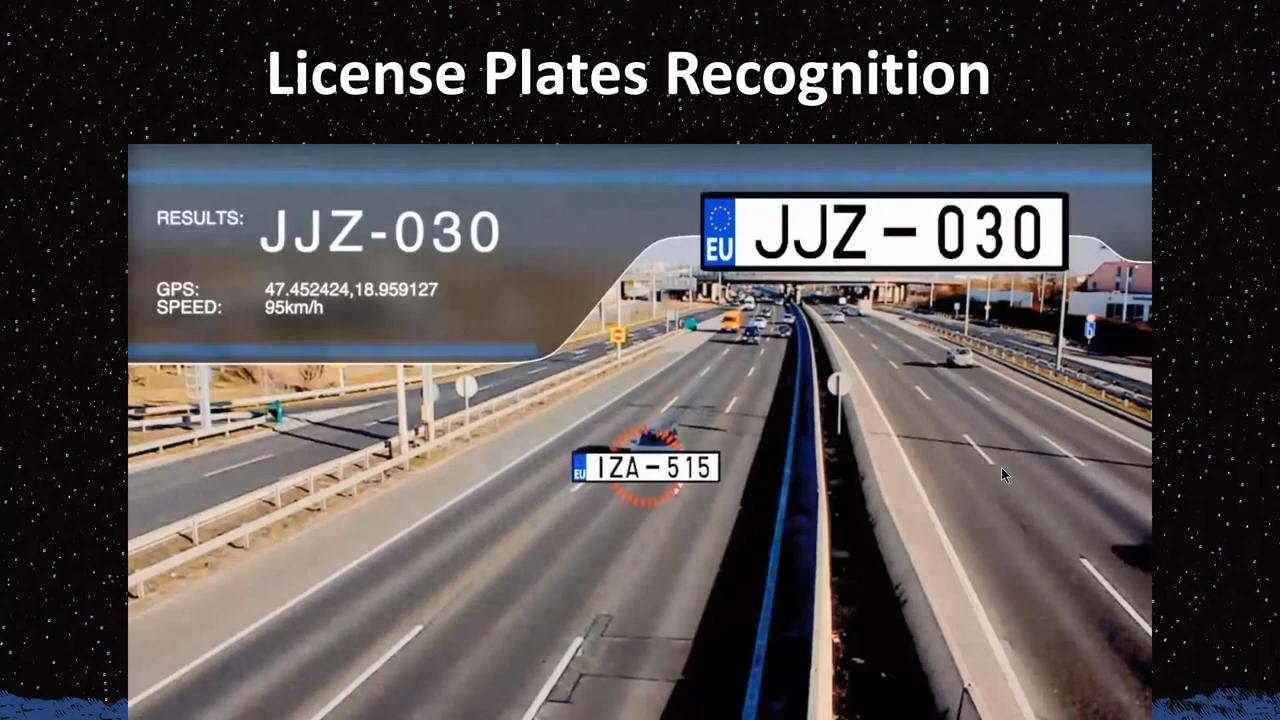 License Plates Recognition
RESULTS: JJZ-030
EU JJZ-030
GPS: 47.452424,18.959127
SPEED: 95km/h
EU IZA-515